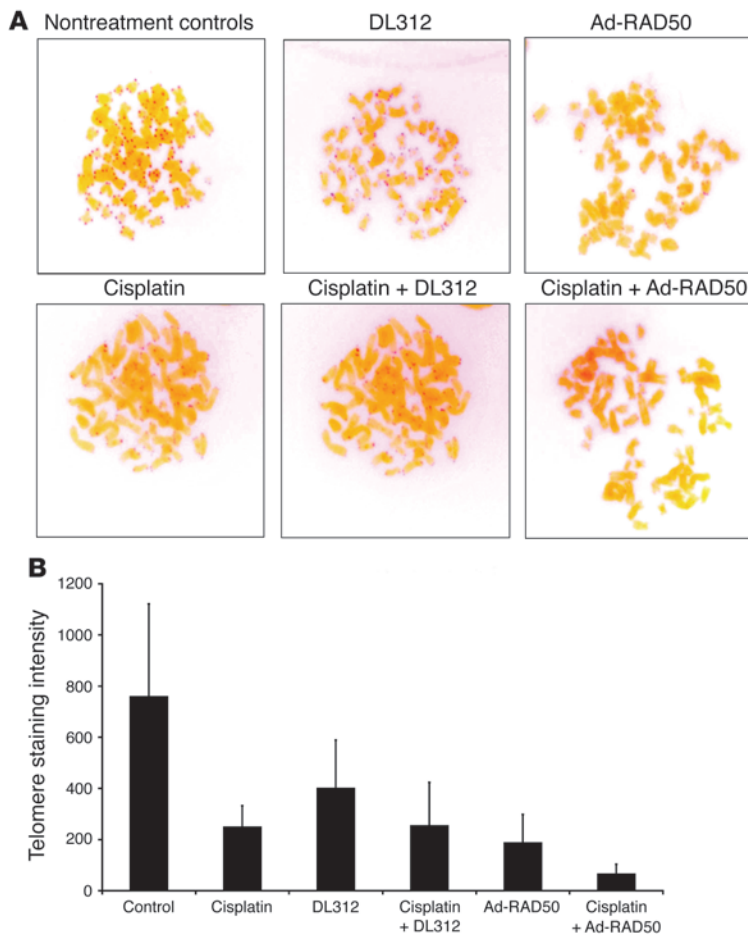 A
Nontreatment controls
DL312
Ad-RAD50
Cisplatin
Cisplatin + DL312
Cisplatin + Ad-RAD50
B
Telomere staining intensity
1200
1000
800
600
400
200
0
Control
Cisplatin
DL312
Cisplatin
+ DL312
Ad-RAD50
Cisplatin
+ Ad-RAD50